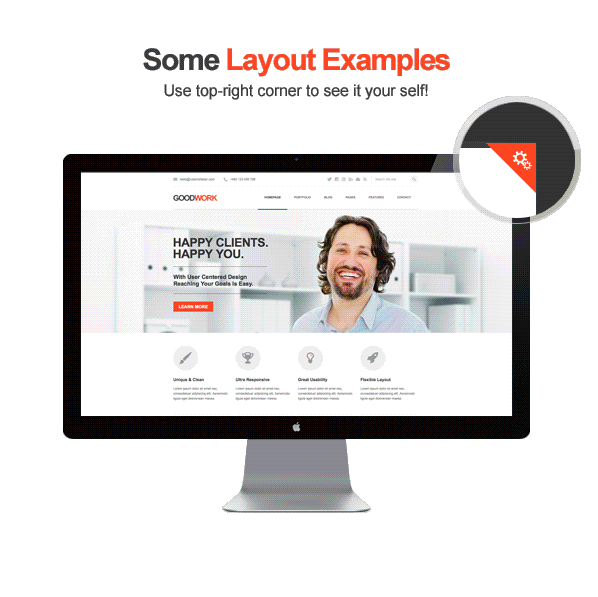 Some Layout Examples
Use top-right corner to see it your self!
GOODWORK
HOMEPAGE
PORTFOLIO
BLOG
PAGES
FEATURES
CONTACT
HAPPY CLIENTS.
HAPPY YOU.
With User Centered Design
Reaching Your Goals Is Easy.
LEARN MORE
Unique & Clean
Ultra Responsive
Great Usability
Flexible Layout